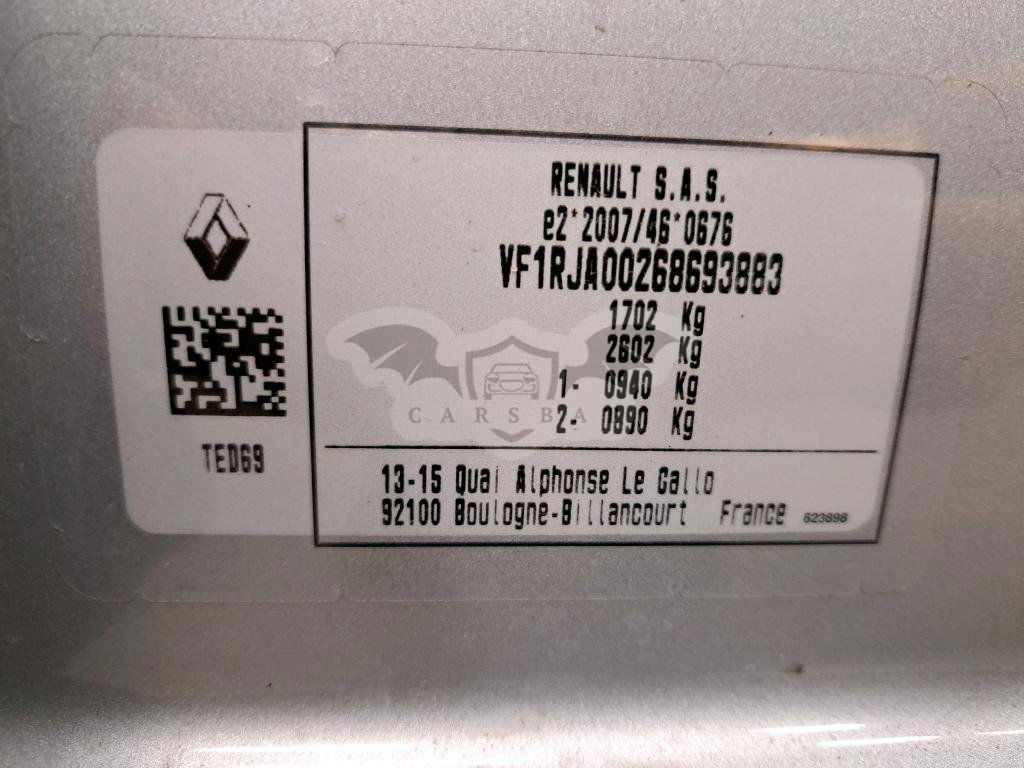 RENAULT S.A.S.
e2*2007/46*0676
VF1RJA00268693883
1702 Kg
2602 Kg
1- 0940 Kg
2- 0890 Kg
CARSBA
TED69
13-15 Quai Alphonse Le Gallo
92100 Boulogne-Billancourt France 623898